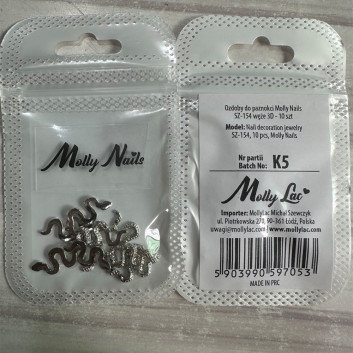 Molly Nails
Ozdoby do paznokci Molly Nails
SZ-154 węże 3D - 10 szt
Model: Nail decoration jewelry
SZ-154, 10 pcs, Molly Nails
Nr partii
Batch No: K5
Molly Lac
Importer: MollyLac Michał Szewczyk
ul. Piotrkowska 270, 90-361 Łódź, Polska
uwagi@mollylac.com | www.mollylac.com
5 903990 597053
MADE IN PRC